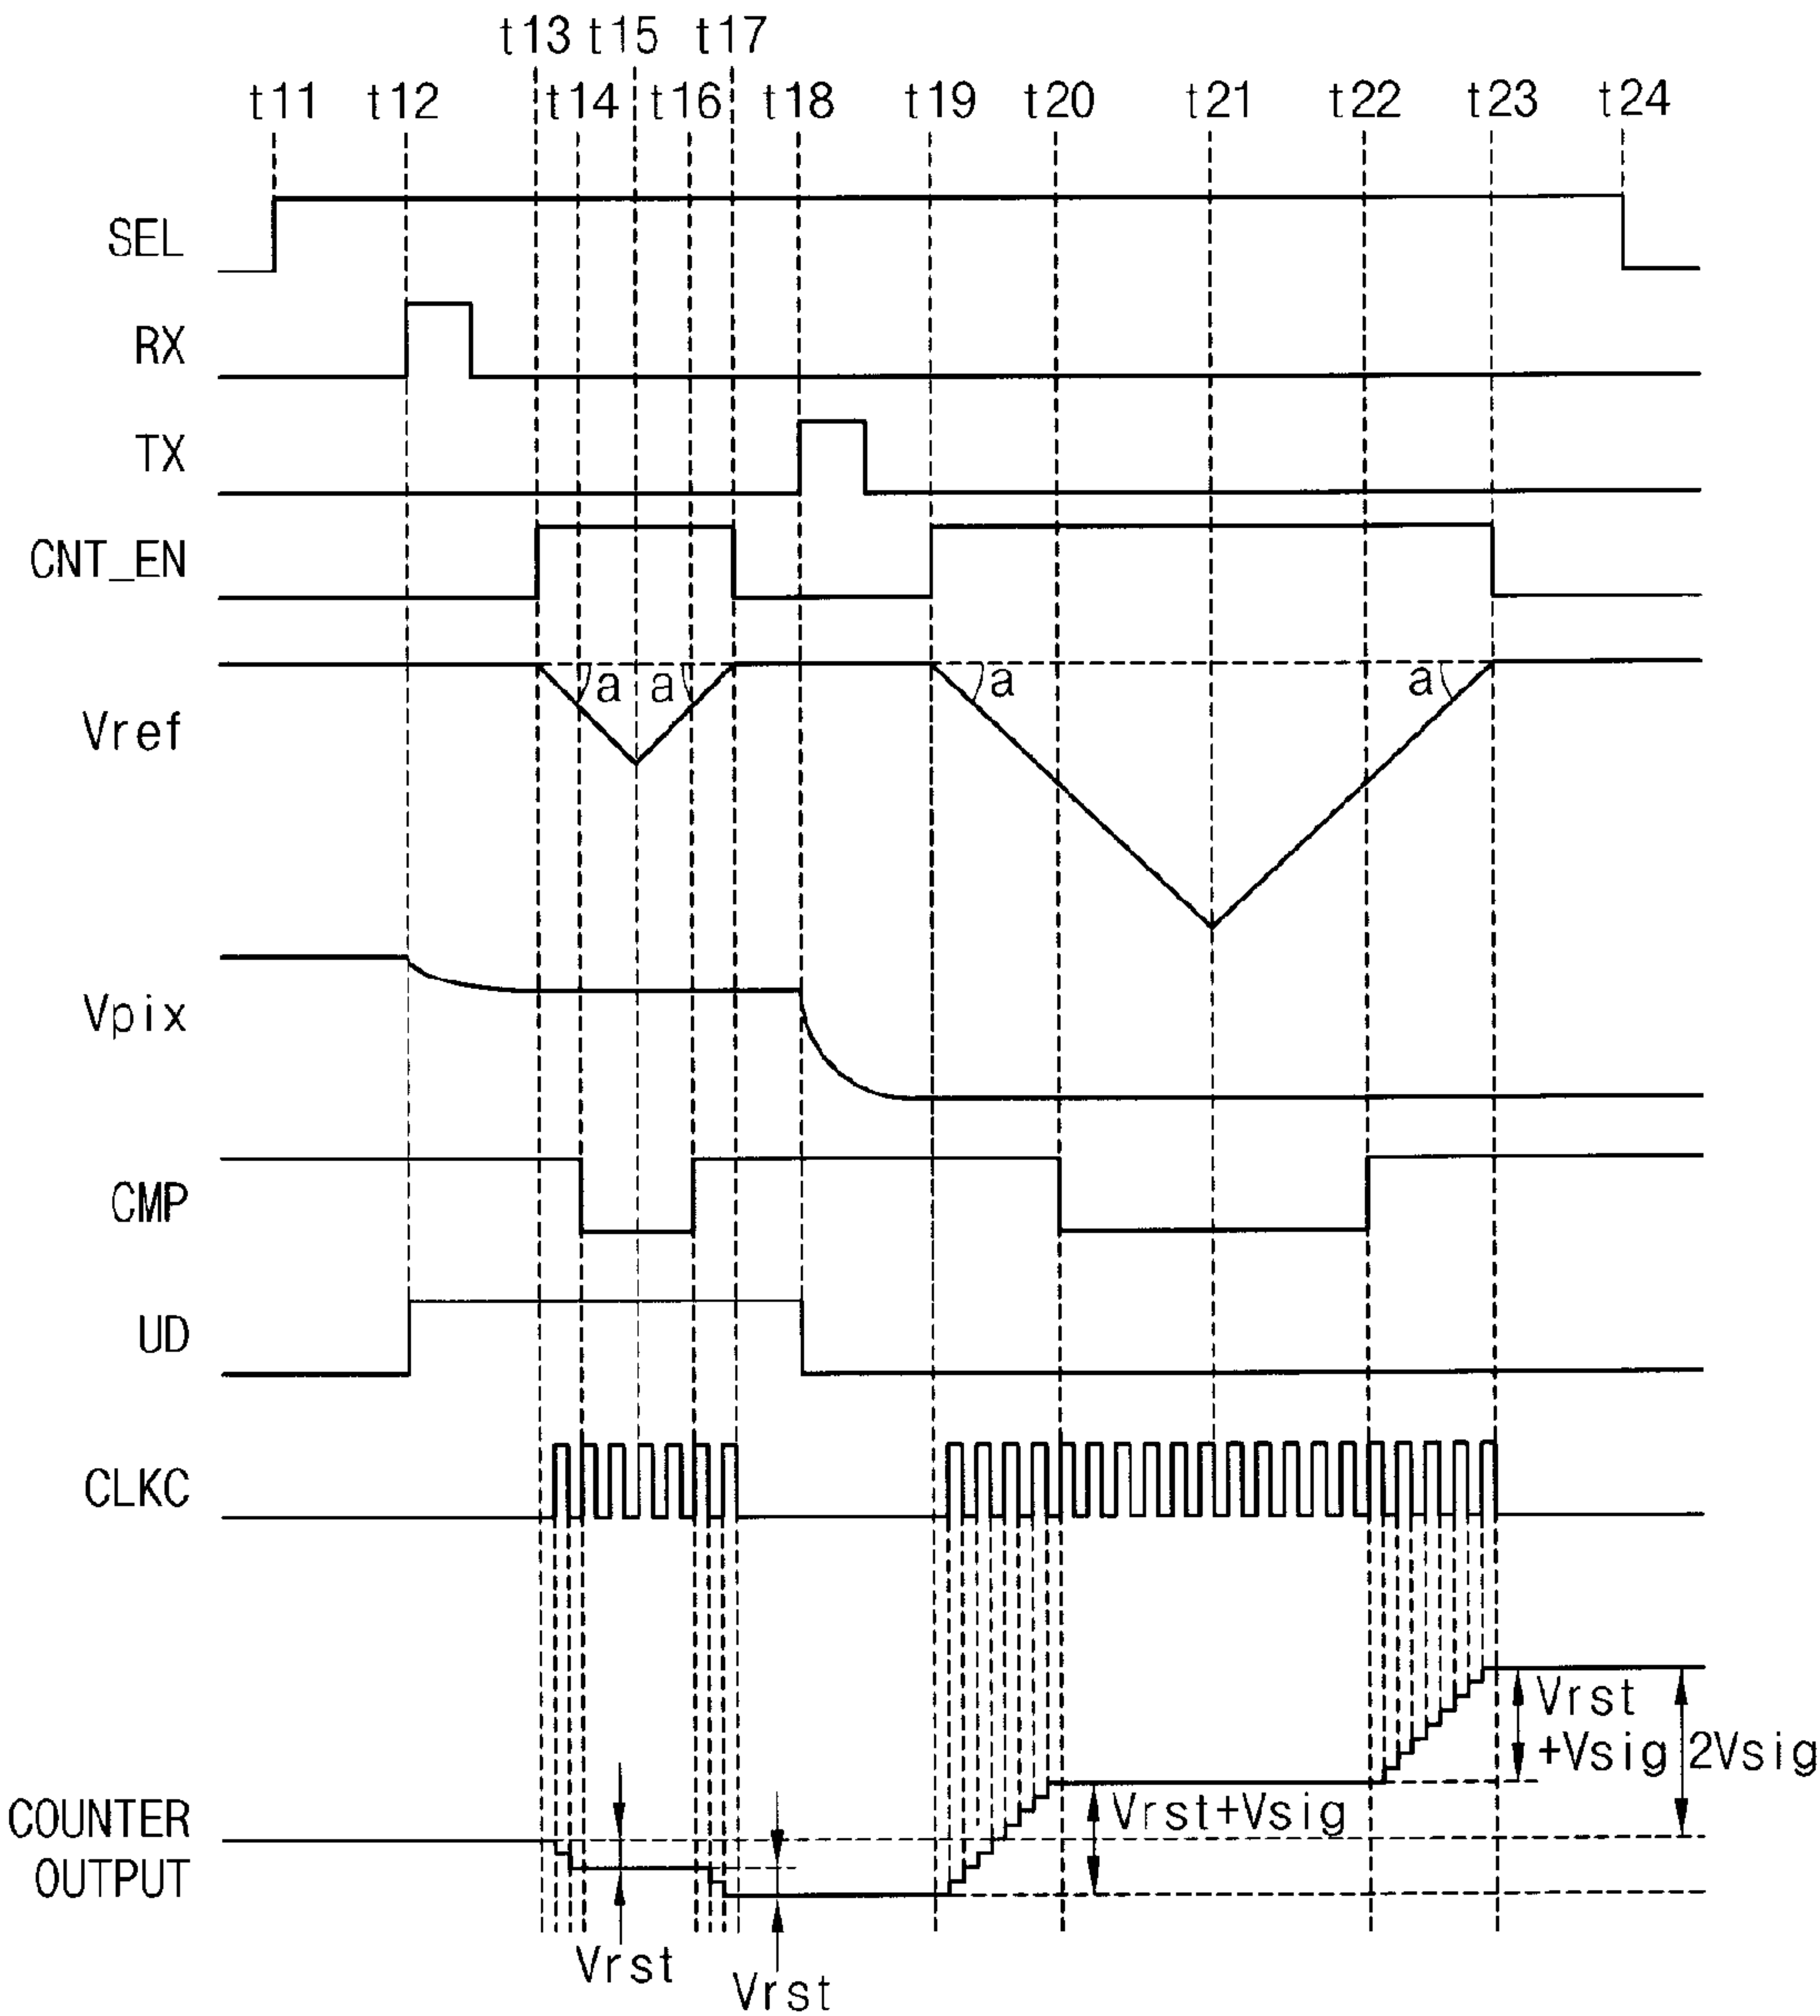 t13 t15 t17
t11 t12 t14 t16 t18 t19 t20 t21 t22 t23 t24
SEL
RX
TX
CNT_EN
a a a a
Vref
Vpix
CMP
UD
CLKC
Vrst
+Vsig 2Vsig
Vrst+Vsig
COUNTER
OUTPUT
Vrst
Vrst